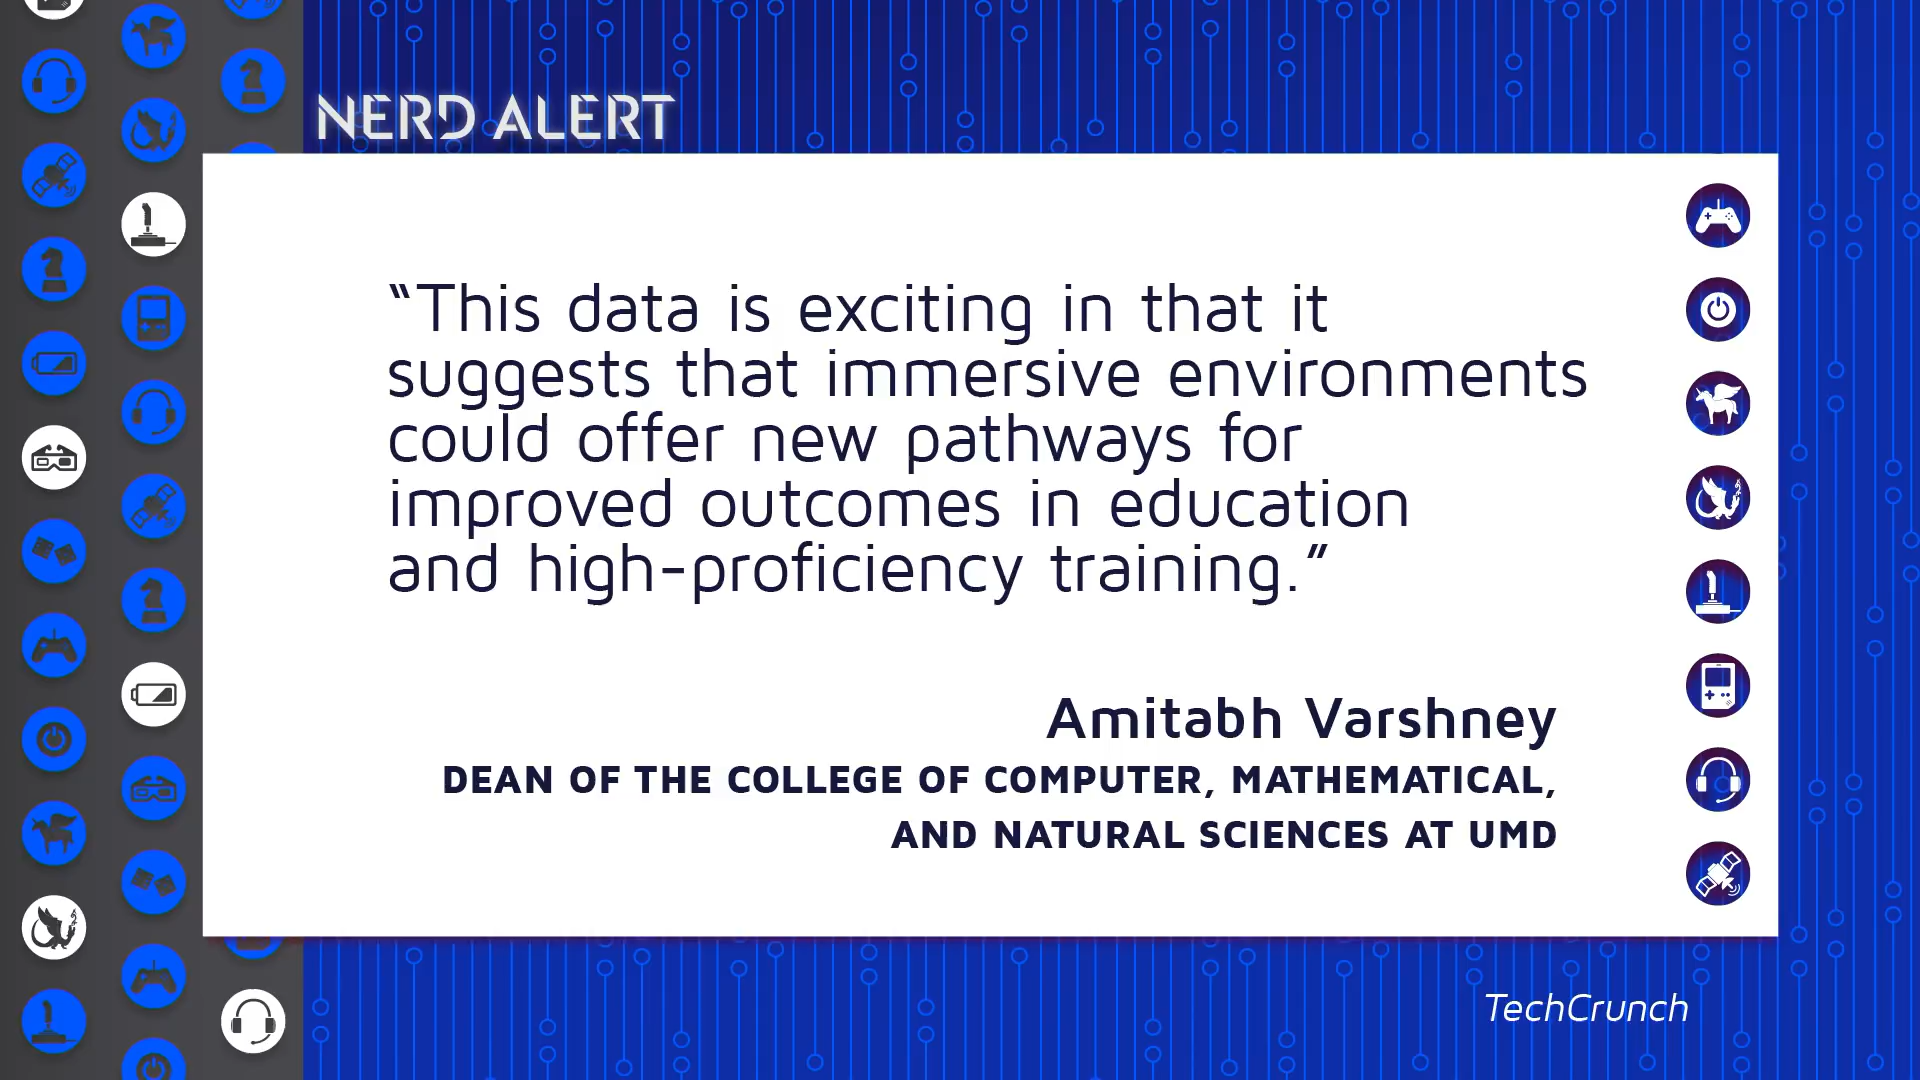 NERD ALERT
“This data is exciting in that it
suggests that immersive environments
could offer new pathways for
improved outcomes in education
and high-proficiency training.”
Amitabh Varshney
DEAN OF THE COLLEGE OF COMPUTER, MATHEMATICAL,
AND NATURAL SCIENCES AT UMD
TechCrunch